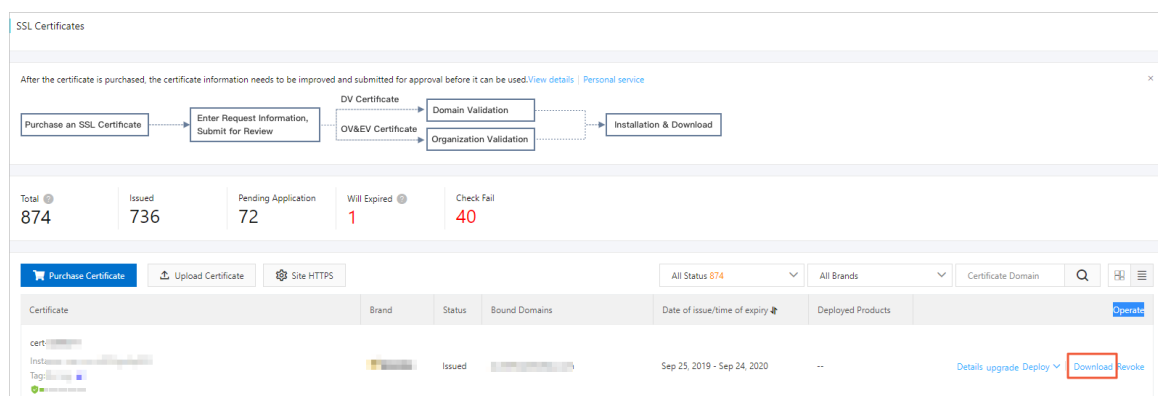 SSL Certificates
After the certificate is purchased, the certificate information needs to be improved and submitted for approval before it can be used.View details | Personal service
Purchase an SSL Certificate
Enter Request Information,
Submit for Review
DV Certificate
OV&EV Certificate
Domain Validation
Organization Validation
Installation & Download
Total Issued Pending Application Will Expired Check Fail
874 736 72 1 40
Purchase Certificate Upload Certificate Site HTTPS All Status 874 All Brands Certificate Domain
Certificate Brand Status Bound Domains Date of issue/time of expiry Deployed Products Operate
cert-
Insta
Tag:
Issued Sep 25, 2019 - Sep 24, 2020 -- Details upgrade Deploy Download Revoke